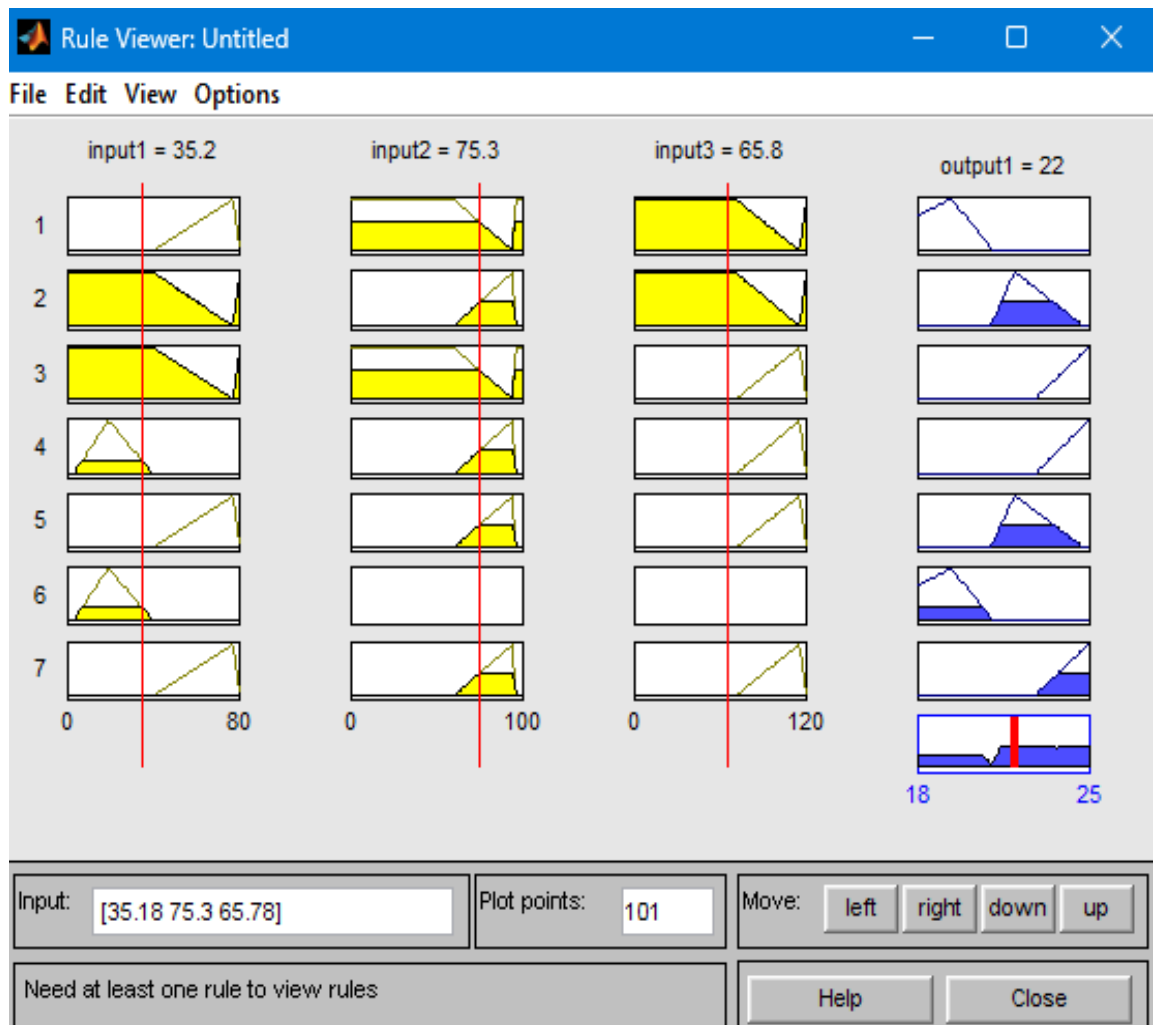 Rule Viewer: Untitled
File Edit View Options
input1 = 35.2 input2 = 75.3 input3 = 65.8 output1 = 22
1
2
3
4
5
6
7
0 80 0 100 0 120
18 25
Input: [35.18 75.3 65.78] Plot points: 101 Move: left right down up
Need at least one rule to view rules Help Close